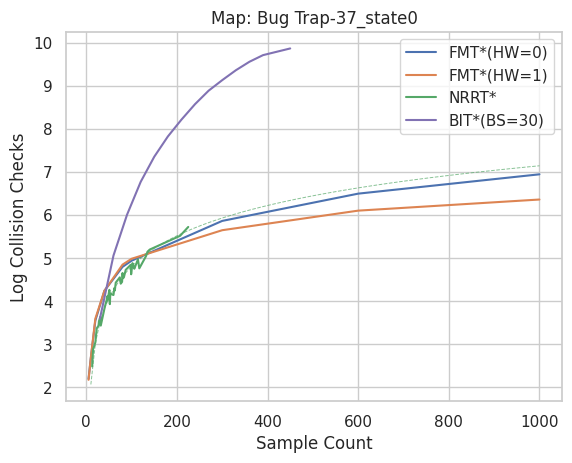 Map: Bug Trap-37_state0
FMT*(HW=0)
FMT*(HW=1)
NRRT*
BIT*(BS=30)
Log Collision Checks
10
9
8
7
6
5
4
3
2
0
200
400
600
800
1000
Sample Count